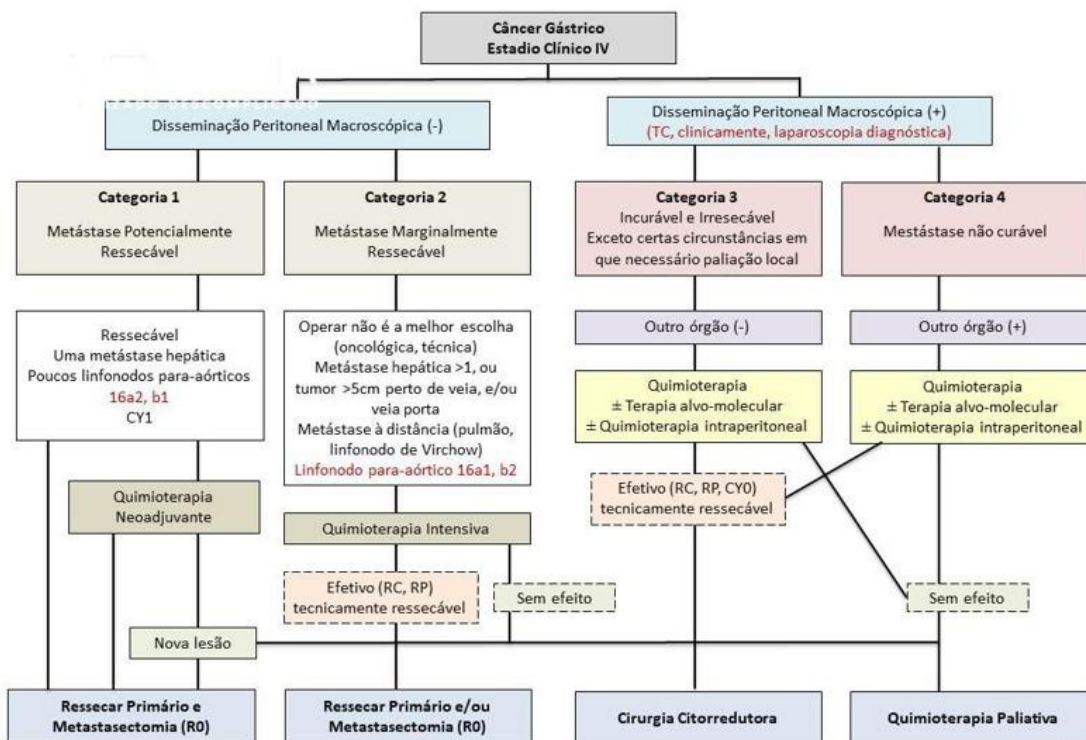 Câncer Gástrico
Estadio Clínico IV
DESCOMPLICADO
Disseminação Peritoneal Macroscópica (-)
Disseminação Peritoneal Macroscópica (+)
(TC, clinicamente, laparoscopia diagnóstica)
Categoria 1
Metástase Potencialmente
Ressecável
Categoria 2
Metástase Marginalmente
Ressecável
Categoria 3
Incurável e Irresecável
Exceto certas circunstâncias em
que necessário paliação local
Categoria 4
Mestástase não curável
Ressecável
Uma metástase hepática
Poucos linfonodos para-aórticos
16a2, b1
CY1
Operar não é a melhor escolha
(oncológica, técnica)
Metástase hepática >1, ou
tumor >5cm perto de veia, e/ou
veia porta
Metástase à distância (pulmão,
linfonodo de Virchow)
Linfonodo para-aórtico 16a1, b2
Outro órgão (-)
Outro órgão (+)
Quimioterapia
± Terapia alvo-molecular
± Quimioterapia intraperitoneal
Quimioterapia
± Terapia alvo-molecular
± Quimioterapia intraperitoneal
Efetivo (RC, RP, CY0)
tecnicamente ressecável
Quimioterapia
Neoadjuvante
Quimioterapia Intensiva
Efetivo (RC, RP)
tecnicamente ressecável
Sem efeito
Sem efeito
Nova lesão
Ressecar Primário e
Metastasectomia (R0)
Ressecar Primário e/ou
Metastasectomia (R0)
Cirurgia Citorredutora
Quimioterapia Paliativa